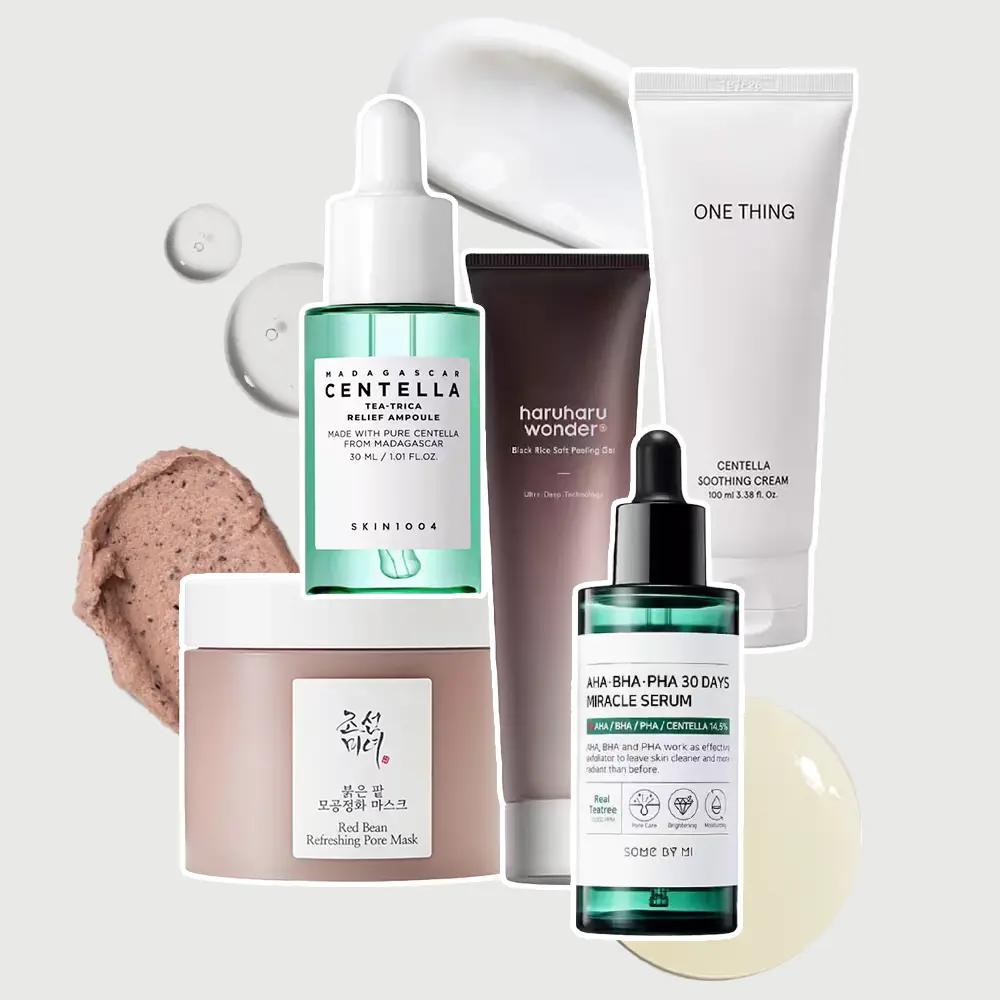 MADAGASCAR
CENTELLA
TEA-TRICA
RELIEF AMPOULE
MADE WITH PURE CENTELLA
FROM MADAGASCAR
30 ML / 1.01 FL.OZ.
SKIN1004
haruharu
wonder®
Black Rice Soft Peeling Gel
Ultra-Deep-Technology
ONE THING
CENTELLA
SOOTHING CREAM
100 ml 3.38 fl. Oz.
조선
미녀
붉은 팥
모공정화 마스크
Red Bean
Refreshing Pore Mask
AHA·BHA·PHA 30 DAYS
MIRACLE SERUM
AHA / BHA / PHA / CENTELLA 14.5%
AHA, BHA and PHA work as effective
exfoliator to leave skin cleaner and more
radiant than before.
Real
Teatree
Pore Care
Brightening
Moisturizing
SOME BY MI